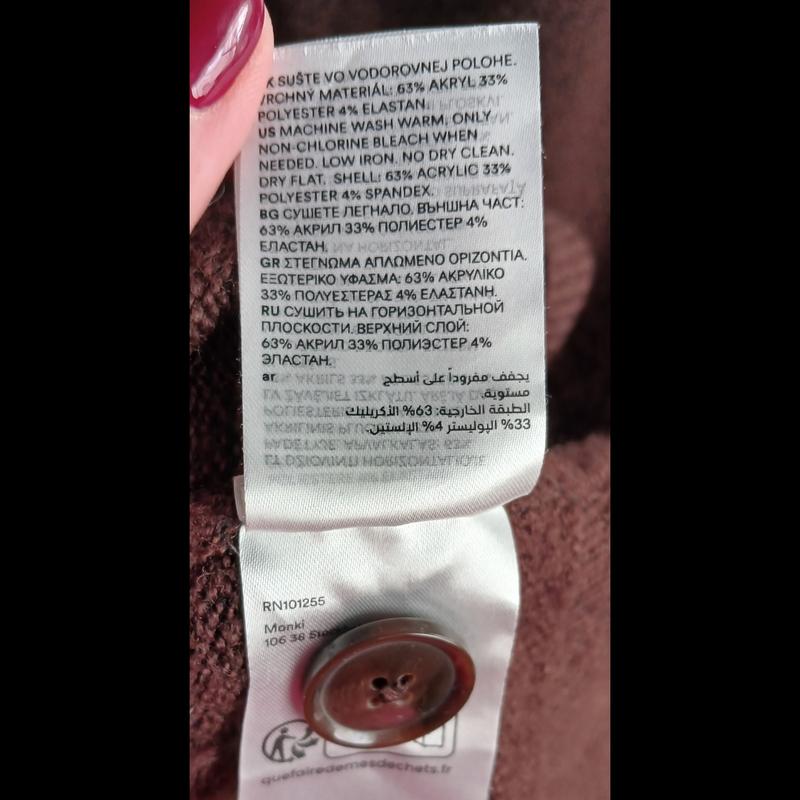 SUŠTE VO VODOROVNEJ POLOHE.
VRCHNÝ MATERIÁL: 63% AKRYL 33%
POLYESTER 4% ELASTAN.
US MACHINE WASH WARM. ONLY
NON-CHLORINE BLEACH WHEN
NEEDED. LOW IRON. NO DRY CLEAN.
DRY FLAT. SHELL: 63% ACRYLIC 33%
POLYESTER 4% SPANDEX.
BG СУШЕТЕ ЛЕГНАЛО. ВЪНШНА ЧАСТ:
63% АКРИЛ 33% ПОЛИЕСТЕР 4%
ЕЛАСТАН.
GR ΣΤΕΓΝΩΜΑ ΑΠΛΩΜΕΝΟ ΟΡΙΖΟΝΤΙΑ.
ΕΞΩΤΕΡΙΚΟ ΥΦΑΣΜΑ: 63% ΑΚΡΥΛΙΚΟ
33% ΠΟΛΥΕΣΤΕΡΑΣ 4% ΕΛΑΣΤΑΝΗ.
RU СУШИТЬ НА ГОРИЗОНТАЛЬНОЙ
ПЛОСКОСТИ. ВЕРХНИЙ СЛОЙ:
63% АКРИЛ 33% ПОЛИЭСТЕР 4%
ЭЛАСТАН.
ar يجفف مفروداً على أسطح
مستوية.
الطبقة الخارجية: 63% الأكريليك
33% البوليستر 4% الإلستين.
RN101255
Monki
106 38
quefairedemesdechets.fr